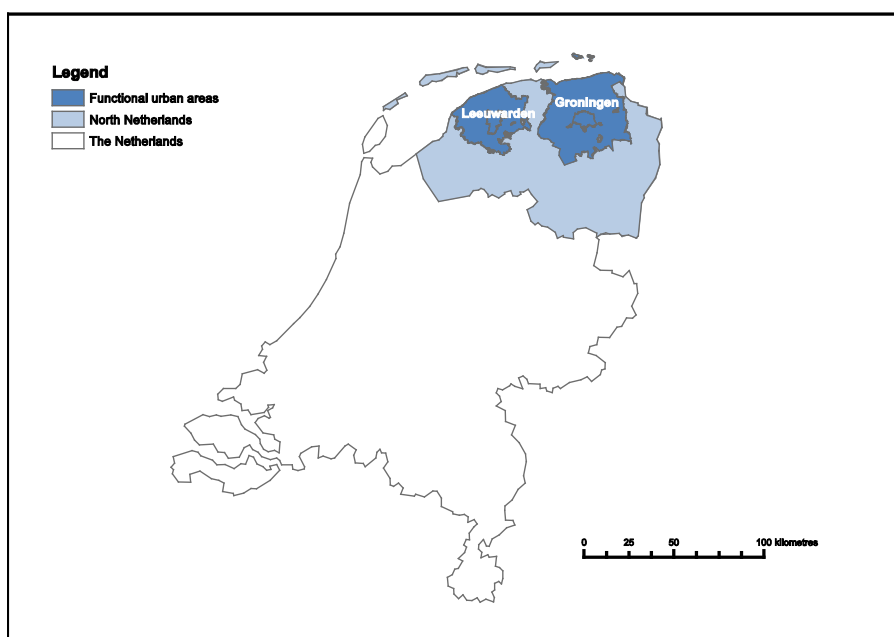 Legend
Functional urban areas
North Netherlands
The Netherlands
Leeuwarden
Groningen
0 25 50 100 kilometres